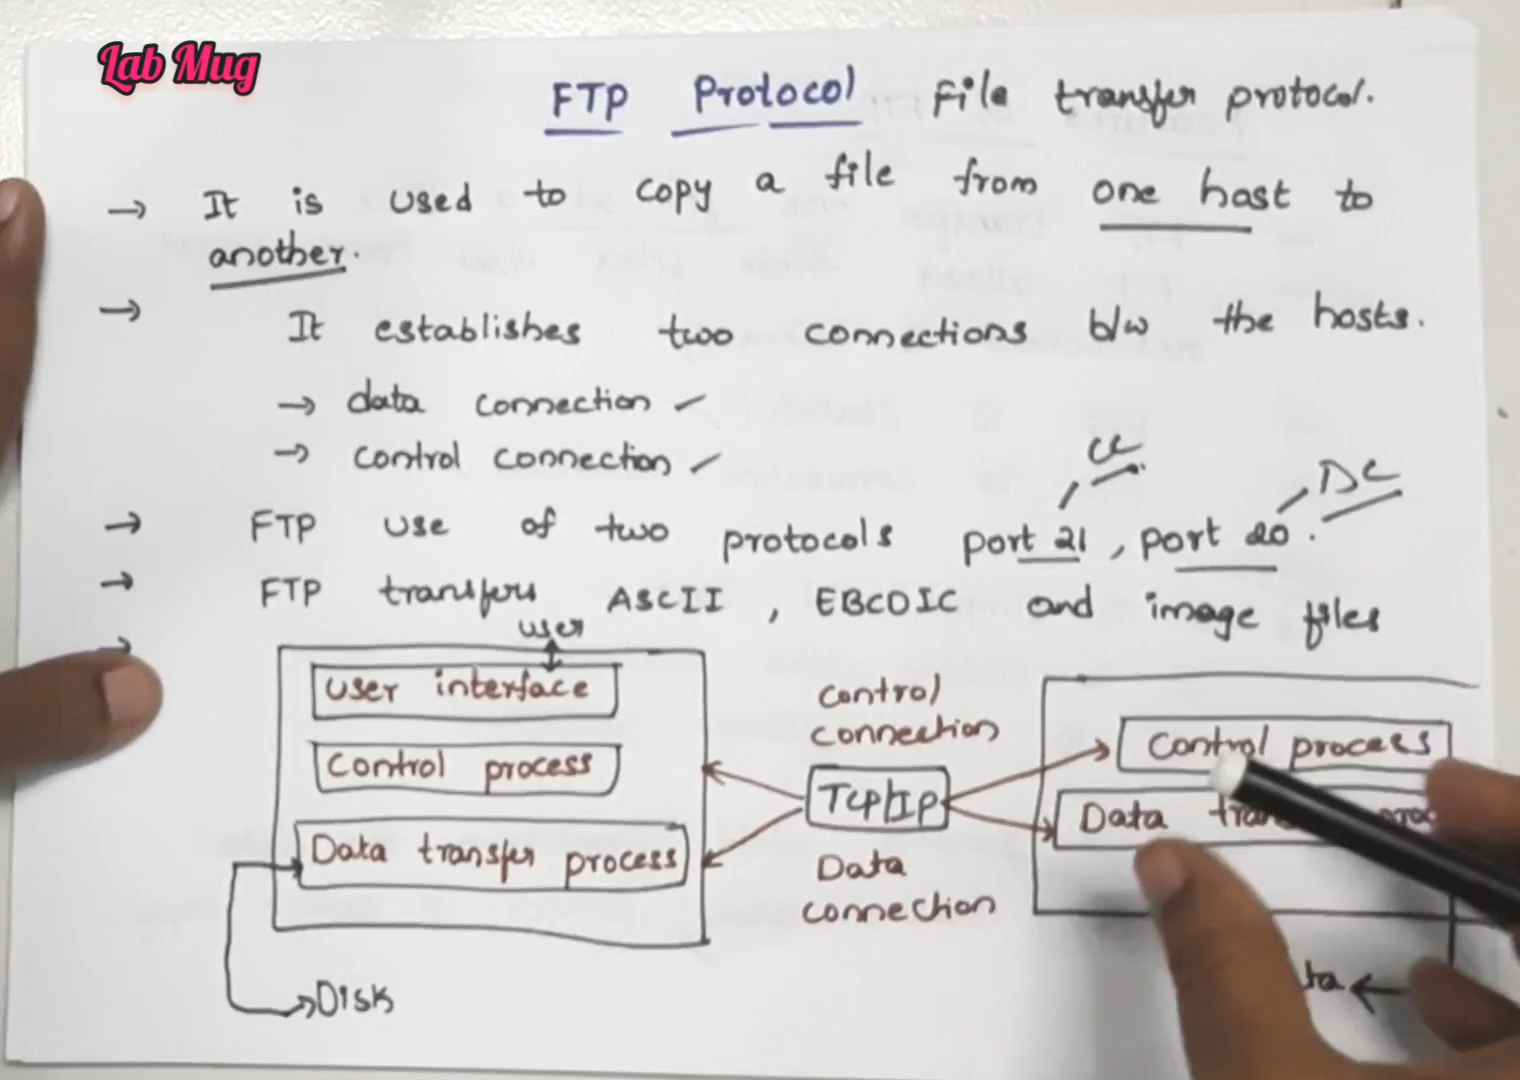 Lab Mug
FTP Protocol File transfer protocol.
→ It is used to copy a file from one host to
another.
→ It establishes two connections b/w the hosts.
→ data connection ✓
→ control connection ✓
CC
DC
→ FTP use of two protocols port 21, port 20.
→ FTP transfers ASCII, EBCDIC and image files
→
user
User interface
Control process
Data transfer process
Disk
Control
connection
TCP/IP
Data
connection
Control process
Data